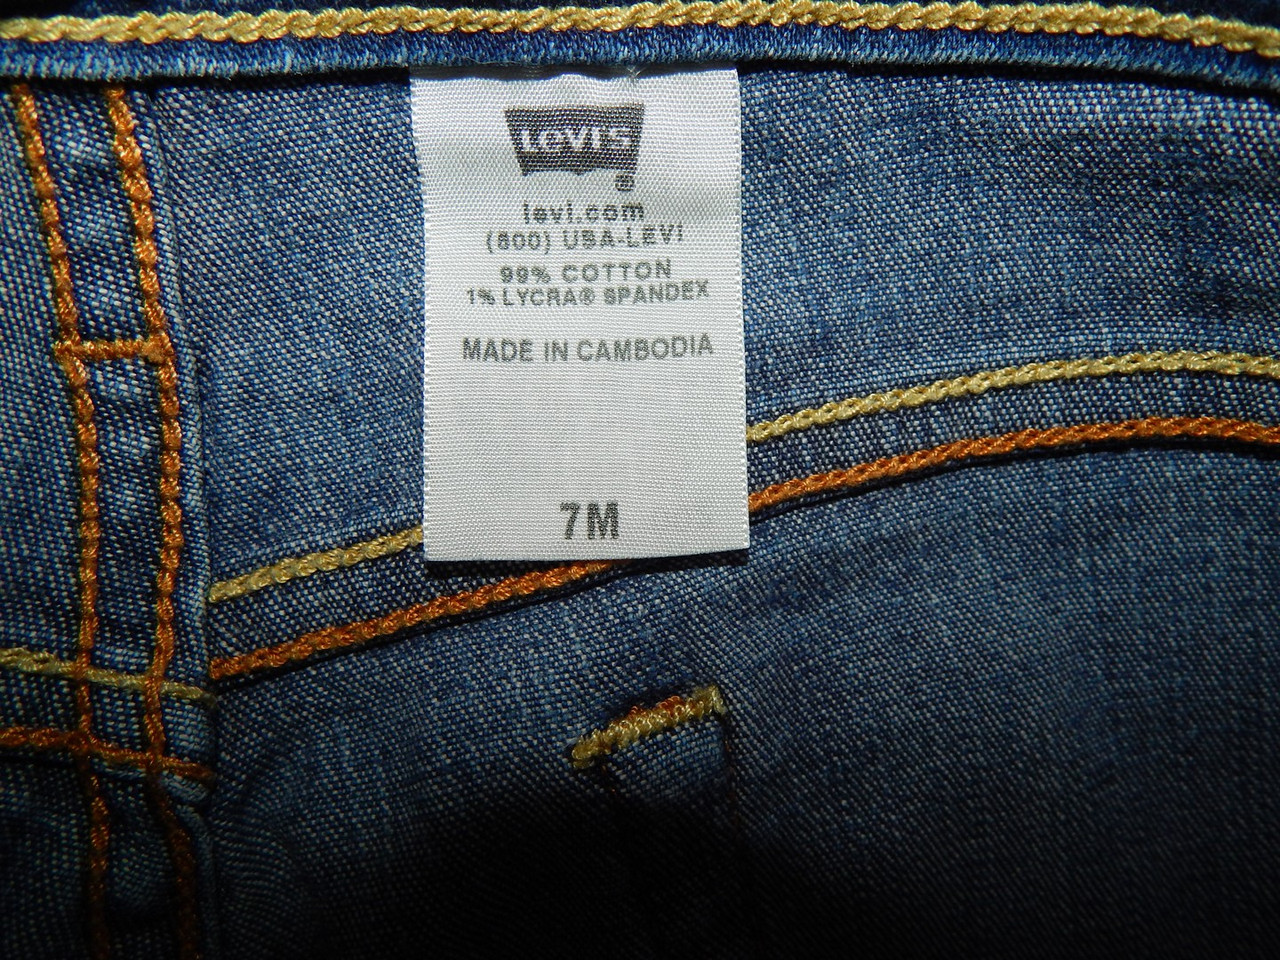 Levi's
®
levi.com
(800) USA-LEVI
99% COTTON
1% LYCRA® SPANDEX
MADE IN CAMBODIA
7M